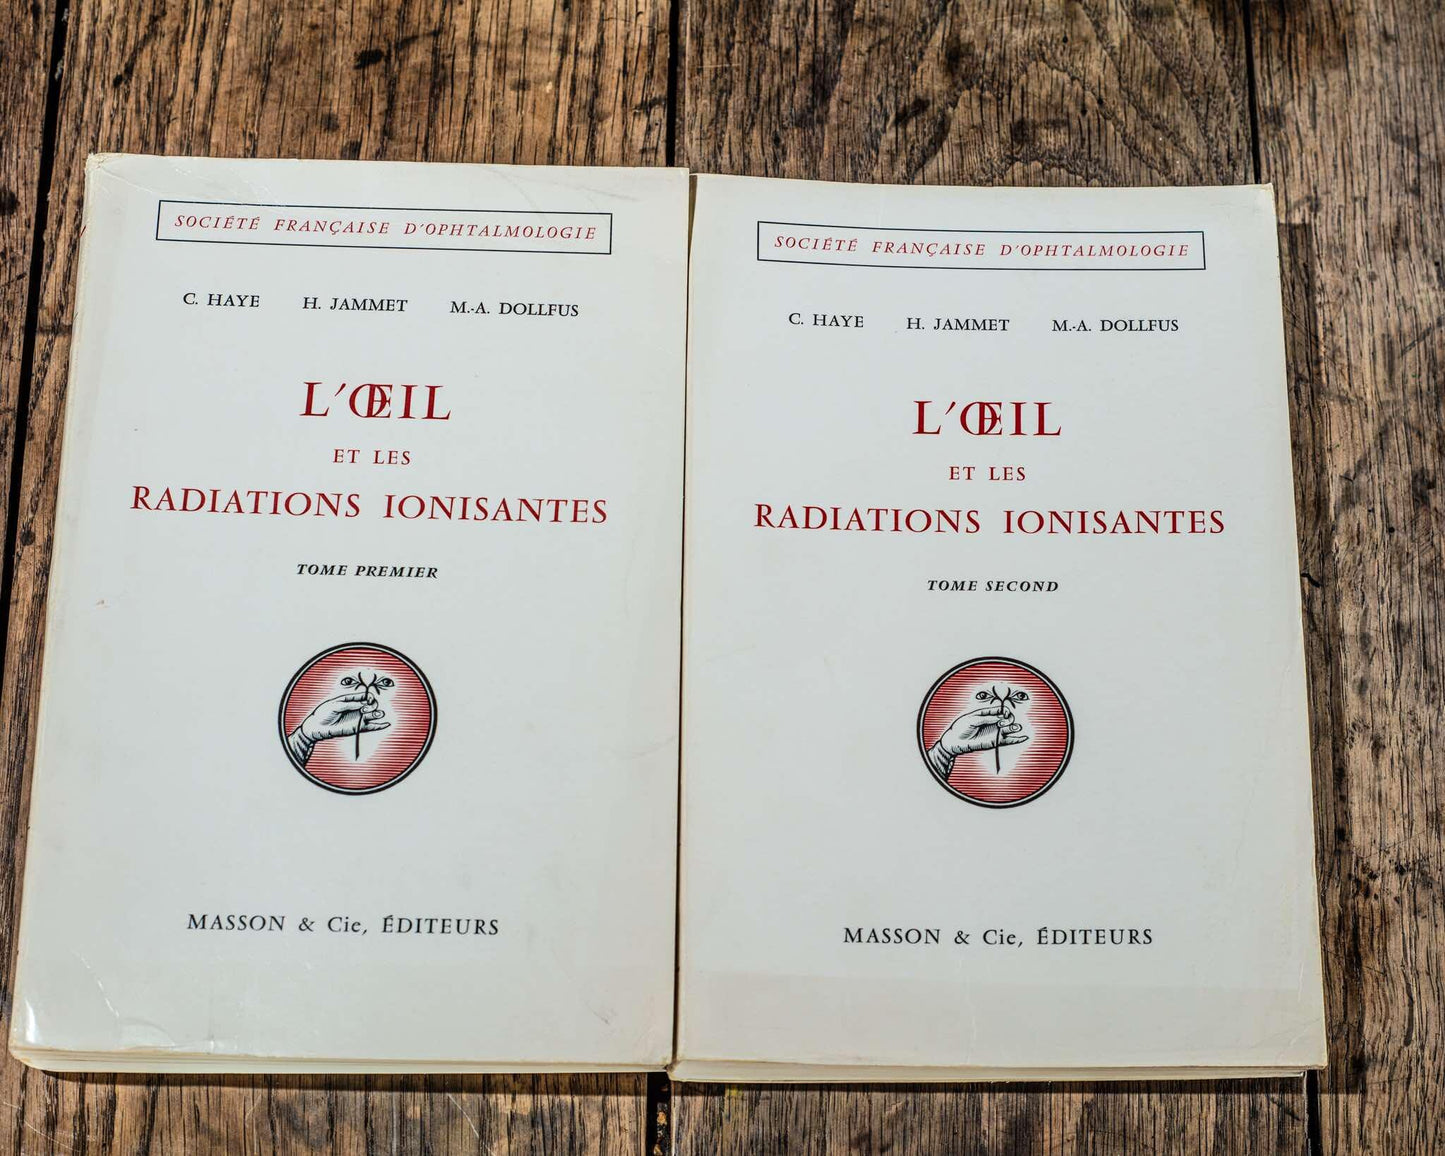 SOCIÉTÉ FRANÇAISE D'OPHTALMOLOGIE
C. HAYE H. JAMMET M.-A. DOLLFUS
L'ŒIL
ET LES
RADIATIONS IONISANTES
TOME PREMIER
MASSON & Cie, ÉDITEURS
SOCIÉTÉ FRANÇAISE D'OPHTALMOLOGIE
C. HAYE H. JAMMET M.-A. DOLLFUS
L'ŒIL
ET LES
RADIATIONS IONISANTES
TOME SECOND
MASSON & Cie, ÉDITEURS